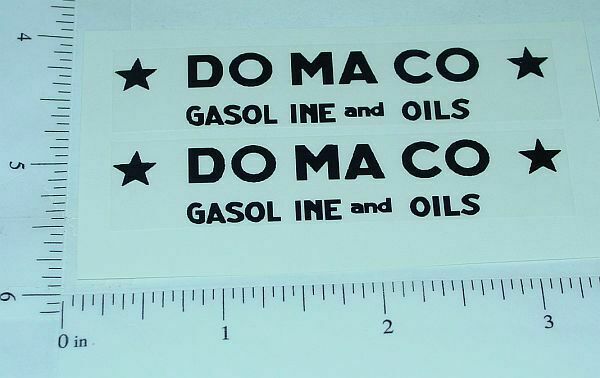 ★ DO MA CO ★
GASOL INE and OILS
★ DO MA CO ★
GASOL INE and OILS
4
5
6
0 in 1 2 3